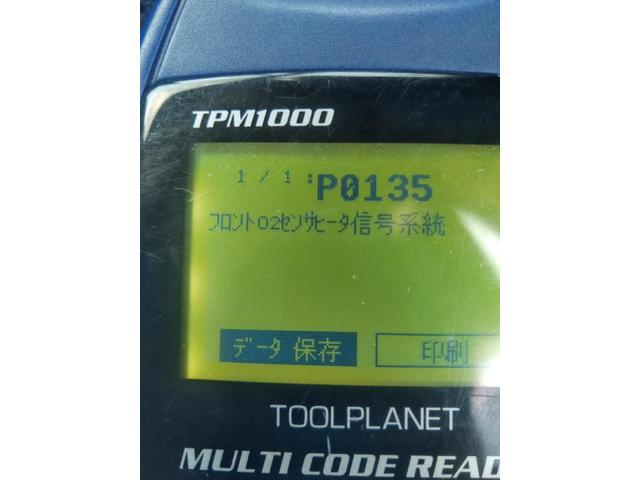 TPM1000
1 / 1 :P0135
フロントO2センサヒータ信号系統
データ 保存
印刷
TOOLPLANET
MULTI CODE READ